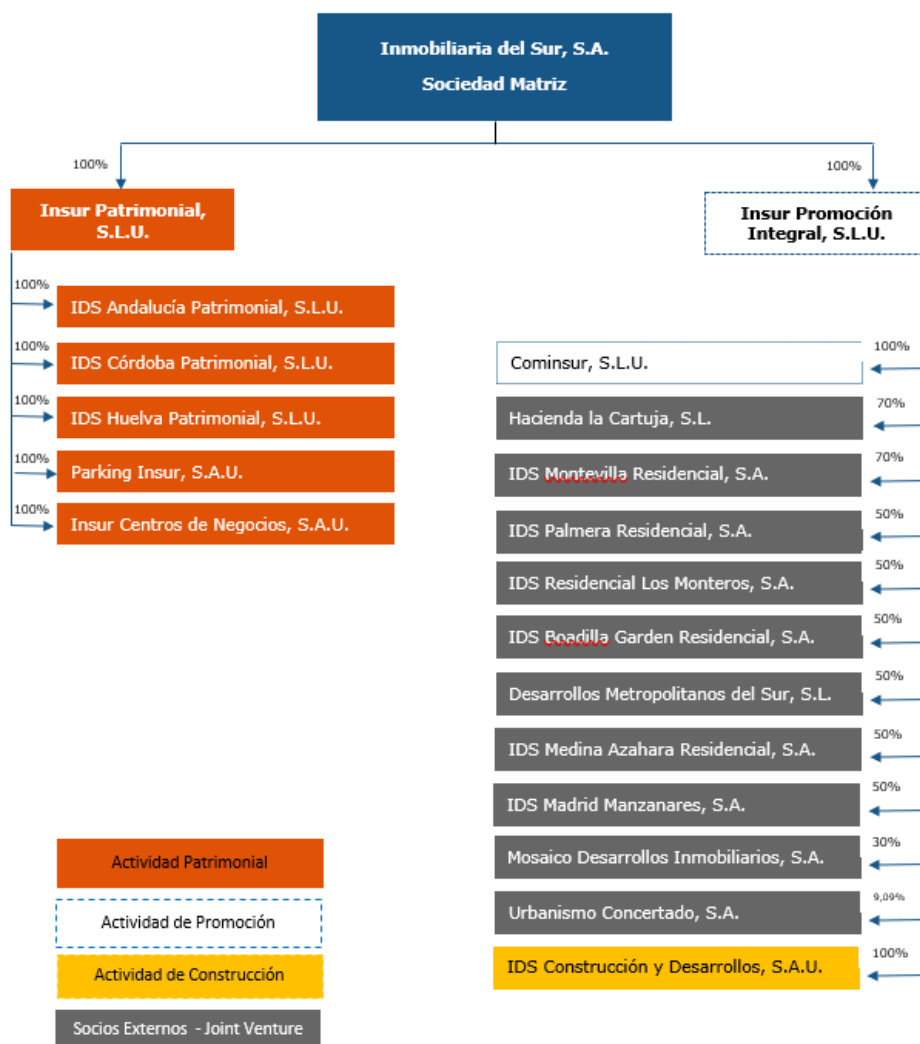 Inmobiliaria del Sur, S.A.
Sociedad Matriz
100%
100%
Insur Patrimonial,
S.L.U.
Insur Promoción
Integral, S.L.U.
100%
IDS Andalucía Patrimonial, S.L.U.
100%
IDS Córdoba Patrimonial, S.L.U.
100%
IDS Huelva Patrimonial, S.L.U.
100%
Parking Insur, S.A.U.
100%
Insur Centros de Negocios, S.A.U.
Cominsur, S.L.U.
100%
Hacienda la Cartuja, S.L.
70%
IDS Montevilla Residencial, S.A.
70%
IDS Palmera Residencial, S.A.
50%
IDS Residencial Los Monteros, S.A.
50%
IDS Boadilla Garden Residencial, S.A.
50%
Desarrollos Metropolitanos del Sur, S.L.
50%
IDS Medina Azahara Residencial, S.A.
50%
IDS Madrid Manzanares, S.A.
50%
Mosaico Desarrollos Inmobiliarios, S.A.
30%
Urbanismo Concertado, S.A.
9,09%
IDS Construcción y Desarrollos, S.A.U.
100%
Actividad Patrimonial
Actividad de Promoción
Actividad de Construcción
Socios Externos - Joint Venture